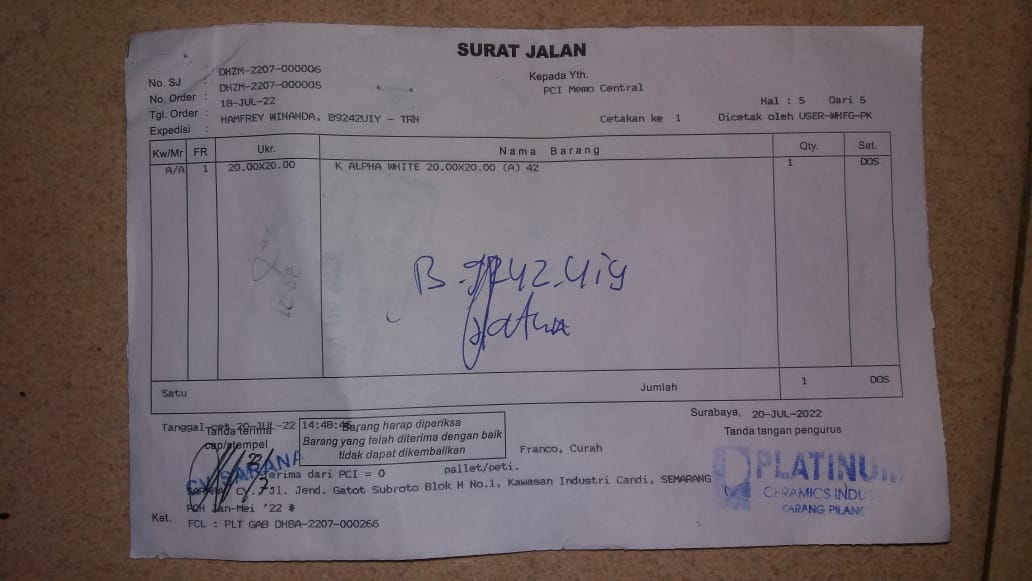 SURAT JALAN
No. SJ : DHZM-2207-000006
No. Order : DHZM-2207-000005
Tgl. Order : 18-JUL-22
Expedisi : HAMFREY WINANDA, B9242UIY - TRN
Kepada Yth.
PCI Memo Central
Hal : 5 Dari 5
Cetakan ke 1 Dicetak oleh USER-WHFG-PK
Kw/Mr FR Ukr. Nama Barang Qty. Sat.
A/A 1 20.00X20.00 K ALPHA WHITE 20.00X20.00 (A) 42 1 DOS
Satu Jumlah 1 DOS
Surabaya, 20-JUL-2022
Tanggal cet 20-JUL-22 14:48:45
Tanda terima
cap/stempel
Barang harap diperiksa
Barang yang telah diterima dengan baik
tidak dapat dikembalikan
Tanda tangan pengurus
Franco, Curah
CV SARANA
terima dari PCI = 0 pallet/peti.
CV. Jl. Jend. Gatot Subroto Blok H No.1, Kawasan Industri Candi, SEMARANG
Jan-Mei '22 #
Ket. FCL : PLT GAB DHBA-2207-000266
PLATINUM
CERAMICS INDUS
KARANG PILANG